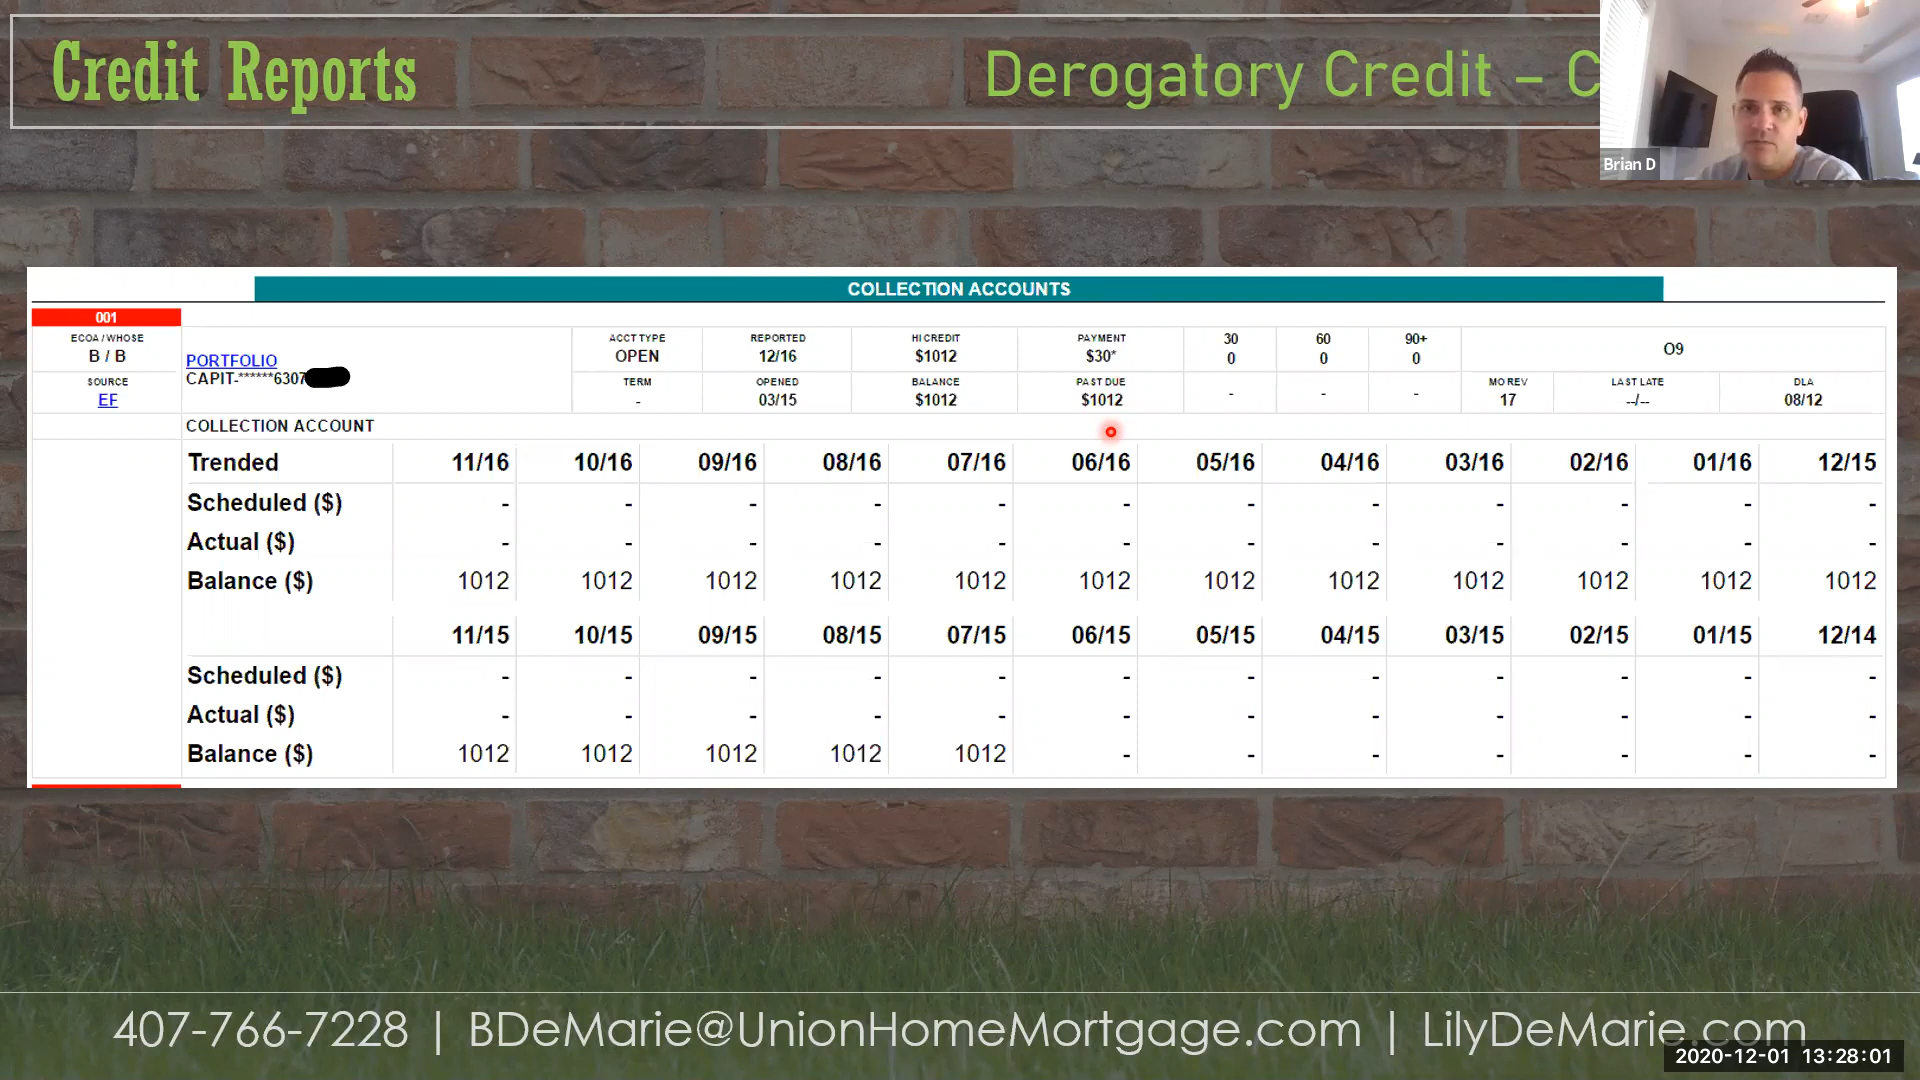 Credit Reports
Derogatory Credit – C
Brian D
COLLECTION ACCOUNTS
001
ECOA / WHOSE
B / B
SOURCE
EF
PORTFOLIO
CAPIT-******6307
ACCT TYPE REPORTED HI CREDIT PAYMENT 30 60 90+
OPEN 12/16 $1012 $30* 0 0 0 O9
TERM OPENED BALANCE PAST DUE MO REV LAST LATE DLA
- 03/15 $1012 $1012 - - - 17 --/-- 08/12
COLLECTION ACCOUNT
Trended 11/16 10/16 09/16 08/16 07/16 06/16 05/16 04/16 03/16 02/16 01/16 12/15
Scheduled ($) - - - - - - - - - - - -
Actual ($) - - - - - - - - - - - -
Balance ($) 1012 1012 1012 1012 1012 1012 1012 1012 1012 1012 1012 1012
11/15 10/15 09/15 08/15 07/15 06/15 05/15 04/15 03/15 02/15 01/15 12/14
Scheduled ($) - - - - - - - - - - - -
Actual ($) - - - - - - - - - - - -
Balance ($) 1012 1012 1012 1012 1012 - - - - - - -
407-766-7228 | BDeMarie@UnionHomeMortgage.com | LilyDeMarie.com
2020-12-01 13:28:01